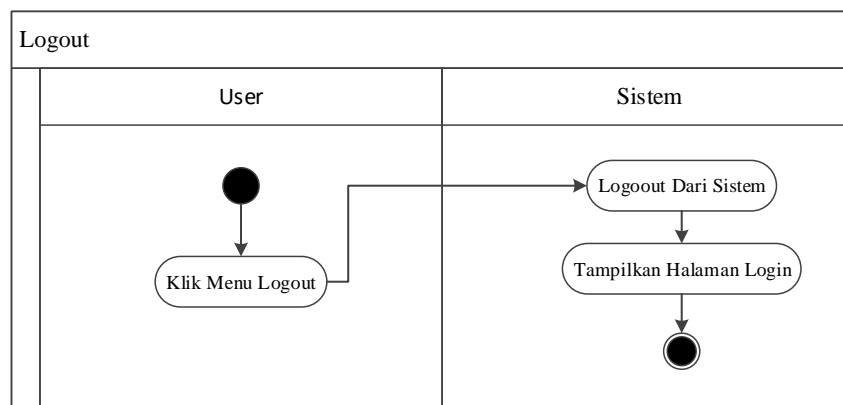 Logout
User
Sistem
Logoout Dari Sistem
Klik Menu Logout
Tampilkan Halaman Login